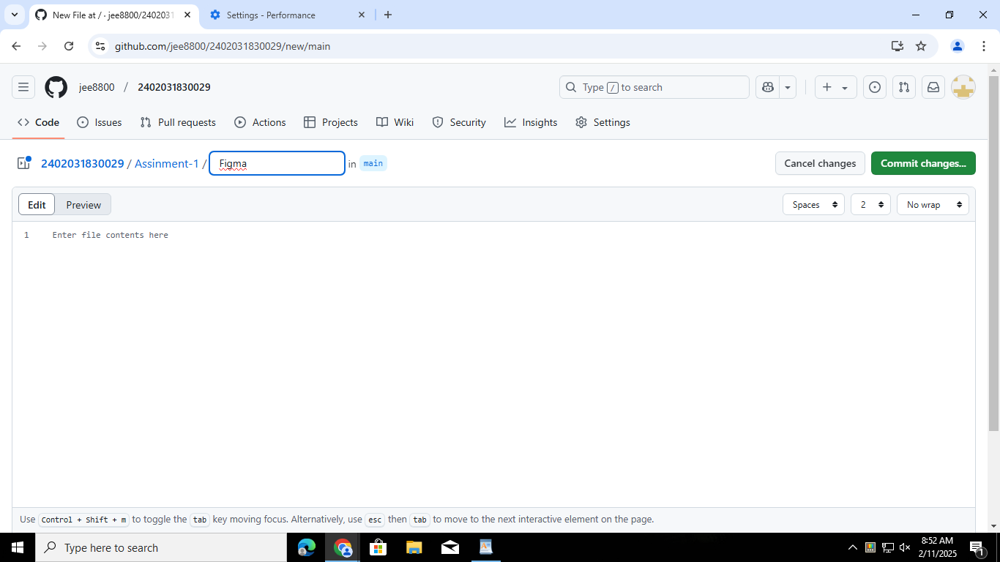 New File at / · jee8800/2402031
Settings - Performance
github.com/jee8800/2402031830029/new/main
jee8800 / 2402031830029
Type / to search
Code
Issues
Pull requests
Actions
Projects
Wiki
Security
Insights
Settings
2402031830029 / Assinment-1 / Figma in main
Cancel changes
Commit changes...
Edit
Preview
Spaces
2
No wrap
1 Enter file contents here
Use Control + Shift + m to toggle the tab key moving focus. Alternatively, use esc then tab to move to the next interactive element on the page.
Type here to search
8:52 AM
2/11/2025
1